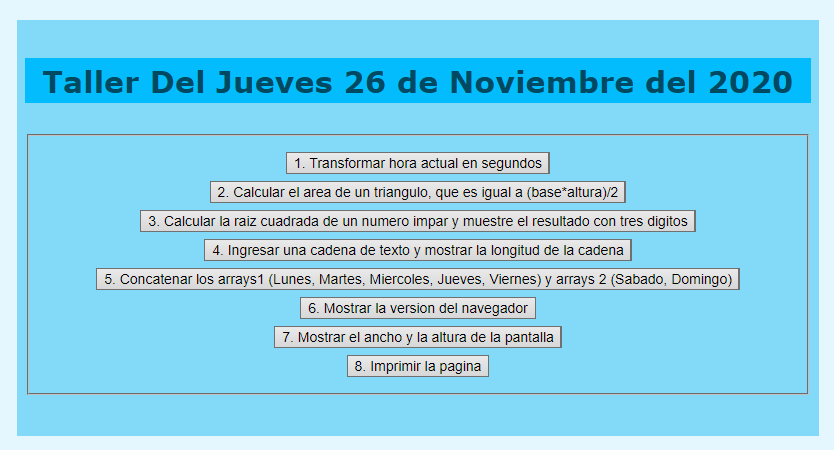 Taller Del Jueves 26 de Noviembre del 2020
1. Transformar hora actual en segundos
2. Calcular el area de un triangulo, que es igual a (base*altura)/2
3. Calcular la raiz cuadrada de un numero impar y muestre el resultado con tres digitos
4. Ingresar una cadena de texto y mostrar la longitud de la cadena
5. Concatenar los arrays1 (Lunes, Martes, Miercoles, Jueves, Viernes) y arrays 2 (Sabado, Domingo)
6. Mostrar la version del navegador
7. Mostrar el ancho y la altura de la pantalla
8. Imprimir la pagina